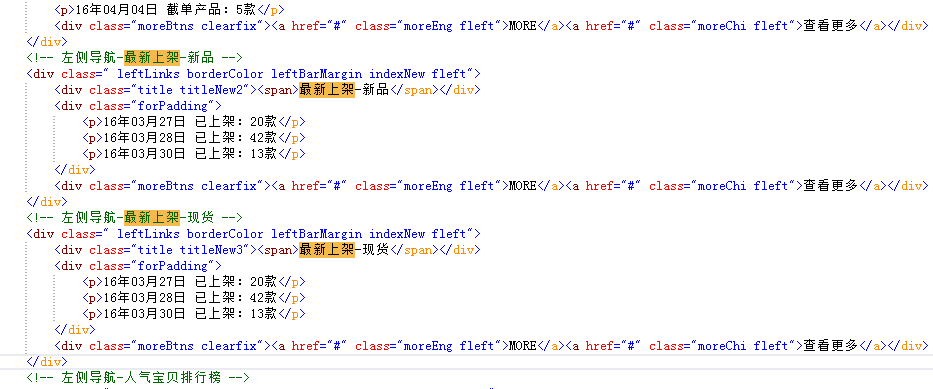 <p>16年04月04日 截单产品：5款</p>
<div class="moreBtns clearfix"><a href="#" class="moreEng fleft">MORE</a><a href="#" class="moreChi fleft">查看更多</a></div>
</div>
<!-- 左侧导航-最新上架-新品 -->
<div class=" leftLinks borderColor leftBarMargin indexNew fleft">
<div class="title titleNew2"><span>最新上架-新品</span></div>
<div class="forPadding">
<p>16年03月27日 已上架：20款</p>
<p>16年03月28日 已上架：42款</p>
<p>16年03月30日 已上架：13款</p>
</div>
<div class="moreBtns clearfix"><a href="#" class="moreEng fleft">MORE</a><a href="#" class="moreChi fleft">查看更多</a></div>
</div>
<!-- 左侧导航-最新上架-现货 -->
<div class=" leftLinks borderColor leftBarMargin indexNew fleft">
<div class="title titleNew3"><span>最新上架-现货</span></div>
<div class="forPadding">
<p>16年03月27日 已上架：20款</p>
<p>16年03月28日 已上架：42款</p>
<p>16年03月30日 已上架：13款</p>
</div>
<div class="moreBtns clearfix"><a href="#" class="moreEng fleft">MORE</a><a href="#" class="moreChi fleft">查看更多</a></div>
</div>
<!-- 左侧导航-人气宝贝排行榜 -->